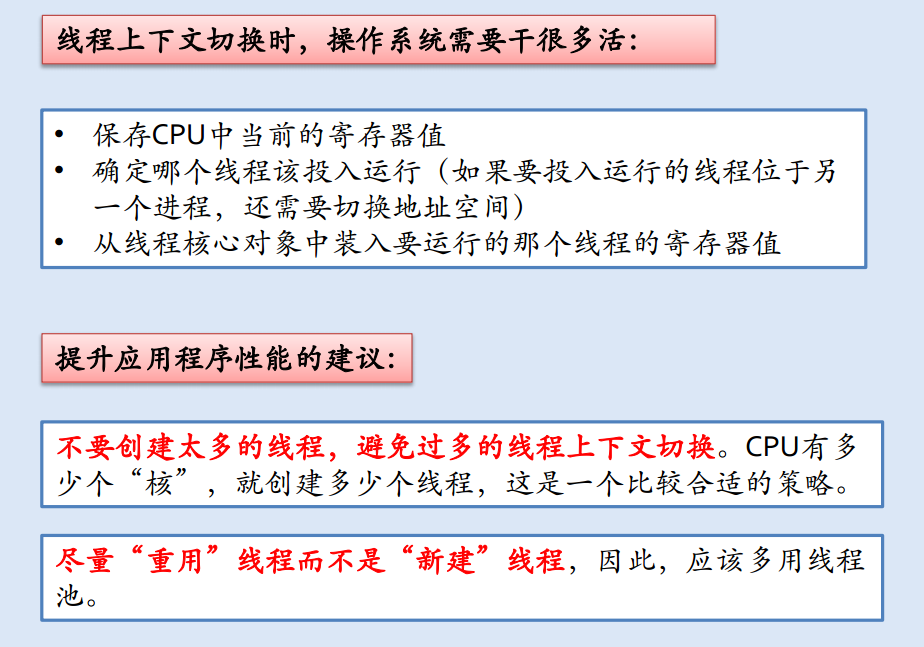 线程上下文切换时，操作系统需要干很多活：
• 保存CPU中当前的寄存器值
• 确定哪个线程该投入运行（如果要投入运行的线程位于另
一个进程，还需要切换地址空间）
• 从线程核心对象中装入要运行的那个线程的寄存器值
提升应用程序性能的建议：
不要创建太多的线程，避免过多的线程上下文切换。CPU有多
少个“核”，就创建多少个线程，这是一个比较合适的策略。
尽量“重用”线程而不是“新建”线程，因此，应该多用线程
池。